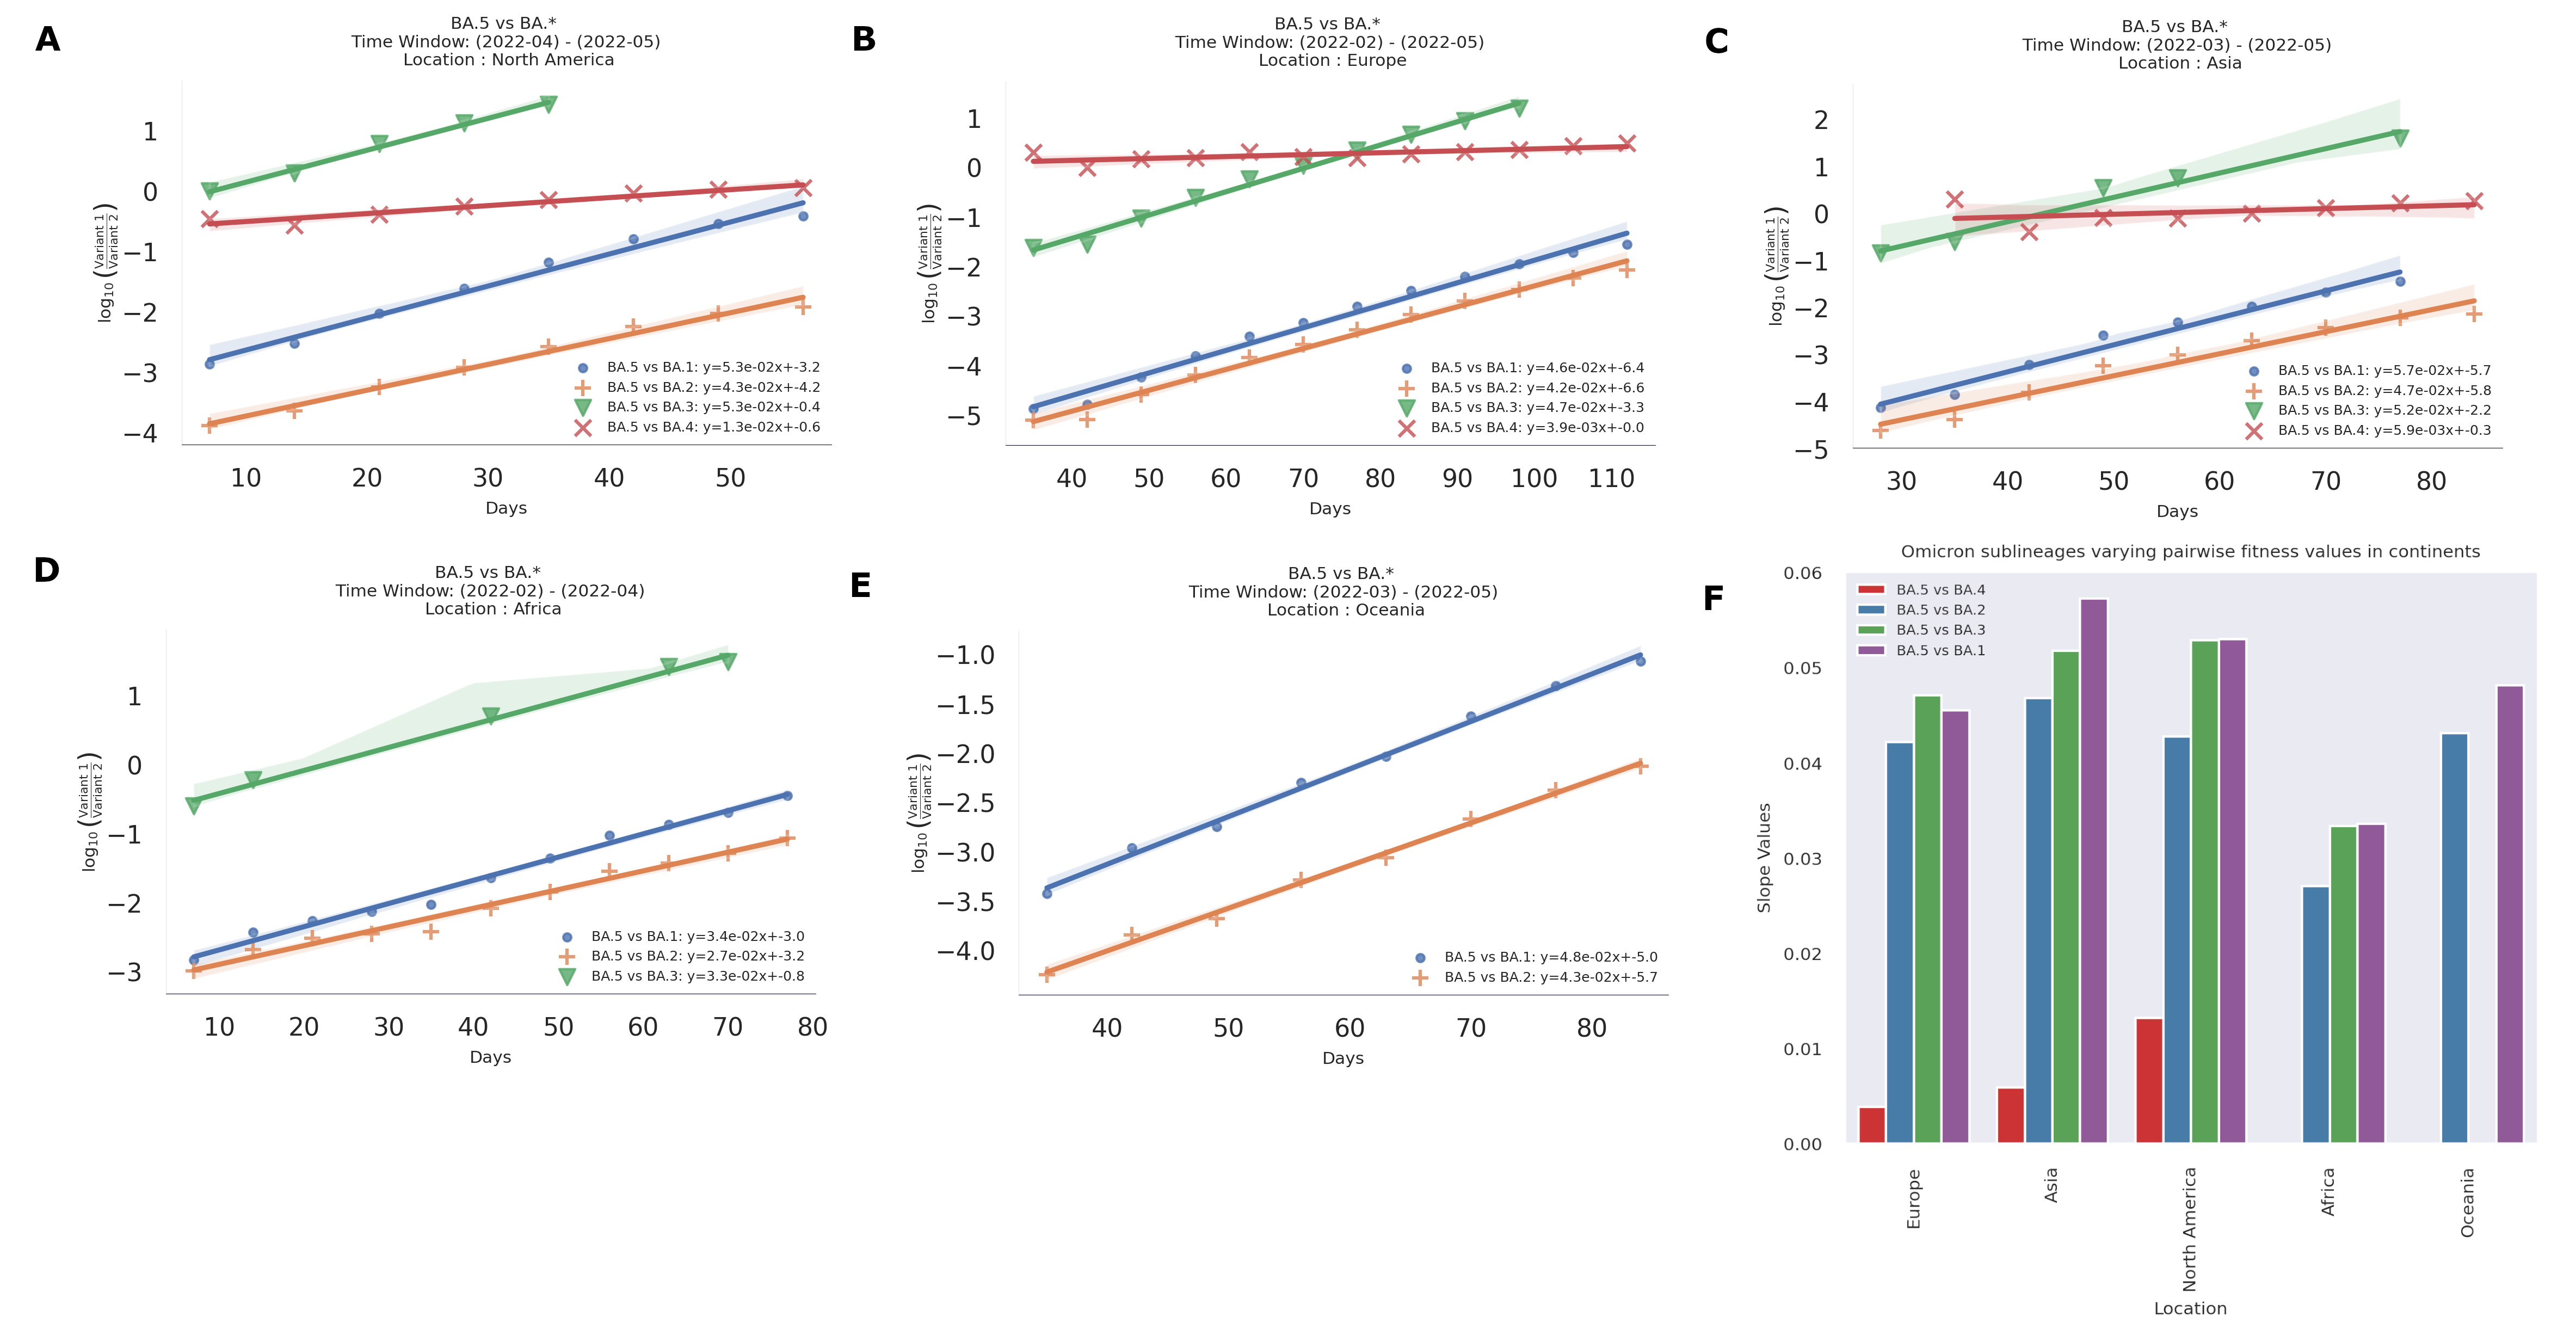 A
BA.5 vs BA.*
Time Window: (2022-04) - (2022-05)
Location : North America
log10 (Variant 1 / Variant 2)
1
0
−1
−2
−3
−4
BA.5 vs BA.1: y=5.3e-02x+-3.2
BA.5 vs BA.2: y=4.3e-02x+-4.2
BA.5 vs BA.3: y=5.3e-02x+-0.4
BA.5 vs BA.4: y=1.3e-02x+-0.6
10 20 30 40 50
Days
B
BA.5 vs BA.*
Time Window: (2022-02) - (2022-05)
Location : Europe
log10 (Variant 1 / Variant 2)
1
0
−1
−2
−3
−4
−5
BA.5 vs BA.1: y=4.6e-02x+-6.4
BA.5 vs BA.2: y=4.2e-02x+-6.6
BA.5 vs BA.3: y=4.7e-02x+-3.3
BA.5 vs BA.4: y=3.9e-03x+-0.0
40 50 60 70 80 90 100 110
Days
C
BA.5 vs BA.*
Time Window: (2022-03) - (2022-05)
Location : Asia
log10 (Variant 1 / Variant 2)
2
1
0
−1
−2
−3
−4
−5
BA.5 vs BA.1: y=5.7e-02x+-5.7
BA.5 vs BA.2: y=4.7e-02x+-5.8
BA.5 vs BA.3: y=5.2e-02x+-2.2
BA.5 vs BA.4: y=5.9e-03x+-0.3
30 40 50 60 70 80
Days
D
BA.5 vs BA.*
Time Window: (2022-02) - (2022-04)
Location : Africa
log10 (Variant 1 / Variant 2)
1
0
−1
−2
−3
BA.5 vs BA.1: y=3.4e-02x+-3.0
BA.5 vs BA.2: y=2.7e-02x+-3.2
BA.5 vs BA.3: y=3.3e-02x+-0.8
10 20 30 40 50 60 70 80
Days
E
BA.5 vs BA.*
Time Window: (2022-03) - (2022-05)
Location : Oceania
log10 (Variant 1 / Variant 2)
−1.0
−1.5
−2.0
−2.5
−3.0
−3.5
−4.0
BA.5 vs BA.1: y=4.8e-02x+-5.0
BA.5 vs BA.2: y=4.3e-02x+-5.7
40 50 60 70 80
Days
F
Omicron sublineages varying pairwise fitness values in continents
BA.5 vs BA.4
BA.5 vs BA.2
BA.5 vs BA.3
BA.5 vs BA.1
Slope Values
0.06
0.05
0.04
0.03
0.02
0.01
0.00
Europe
Asia
North America
Africa
Oceania
Location